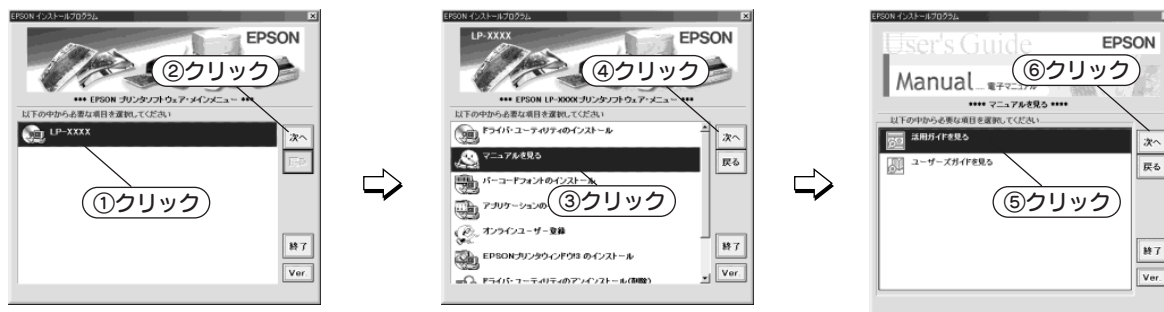 EPSON インストールプログラム
EPSON
②クリック
*** EPSON プリンタソフトウェア・メインメニュー ***
以下の中から必要な項目を選択してください
LP-XXXX
次へ
①クリック
終了
Ver.
EPSON インストールプログラム
LP-XXXX
EPSON
④クリック
*** EPSON LP-XXXXプリンタソフトウェア・メニュー ***
以下の中から必要な項目を選択してください
ドライバ・ユーティリティのインストール
次へ
マニュアルを見る
戻る
バーコードフォントのインストール
③クリック
アプリケーションの
オンラインユーザー登録
終了
EPSONプリンタウィンドウ!3 のインストール
Ver.
ドライバ・ユーティリティのアンインストール(削除)
EPSON インストールプログラム
User's Guide
EPSON
⑥クリック
Manual 電子マニュアル
**** マニュアルを見る ****
以下の中から必要な項目を選択してください
活用ガイドを見る
次へ
ユーザーズガイドを見る
戻る
⑤クリック
終了
Ver.